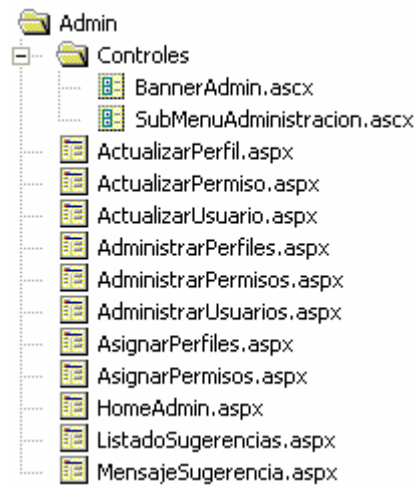 Admin
Controles
BannerAdmin.ascx
SubMenuAdministracion.ascx
ActualizarPerfil.aspx
ActualizarPermiso.aspx
ActualizarUsuario.aspx
AdministrarPerfiles.aspx
AdministrarPermisos.aspx
AdministrarUsuarios.aspx
AsignarPerfiles.aspx
AsignarPermisos.aspx
HomeAdmin.aspx
ListadoSugerencias.aspx
MensajeSugerencia.aspx